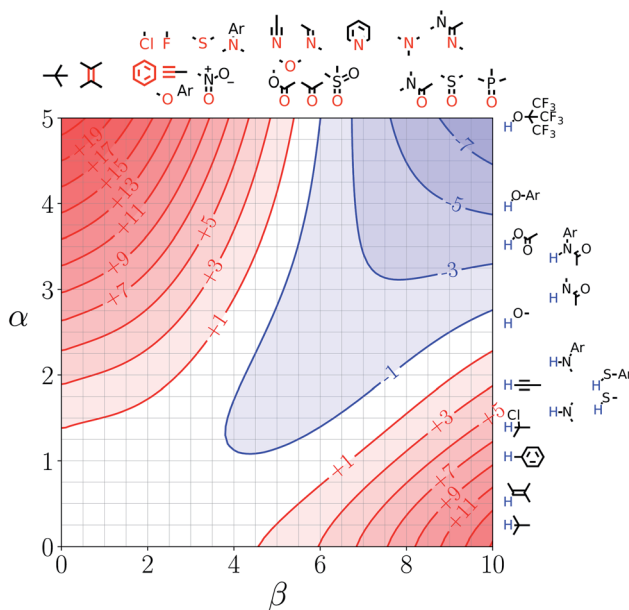 Ar
Cl F S N N N N N N N
O
N+ O−
O Ar O
O O O S O N S P
O O O O O
5
4
3
2
1
0
α
0 2 4 6 8 10
β
+19
+17
+15
+13
+11
+9
+7
+5
+3
+1
-7
-5
-3
-1
+1
+3
+5
+7
+9
+11
CF3
H O CF3
CF3
H O-Ar
H O O
Ar
H N O
H N O
H O
Ar
H-N
H
H S-Ar
H S
Cl
H
H-N
H
H
H